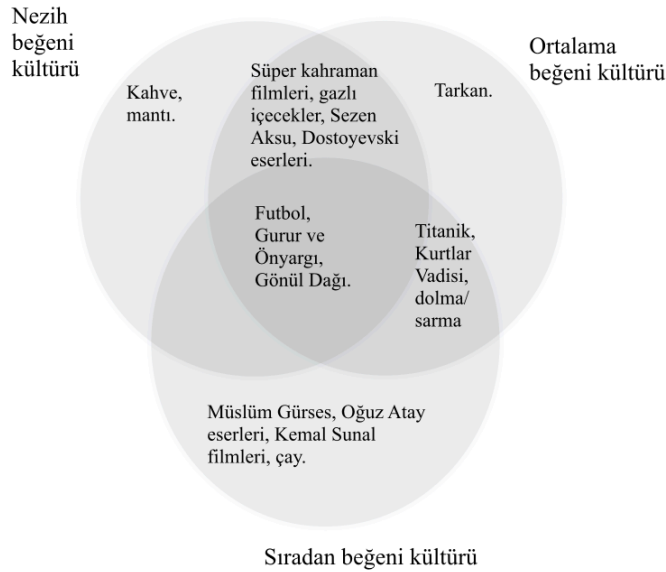 Nezih
beğeni
kültürü
Ortalama
beğeni kültürü
Kahve,
mantı.
Süper kahraman
filmleri, gazlı
içecekler, Sezen
Aksu, Dostoyevski
eserleri.
Tarkan.
Futbol,
Gurur ve
Önyargı,
Gönül Dağı.
Titanik,
Kurtlar
Vadisi,
dolma/
sarma
Müslüm Gürses, Oğuz Atay
eserleri, Kemal Sunal
filmleri, çay.
Sıradan beğeni kültürü